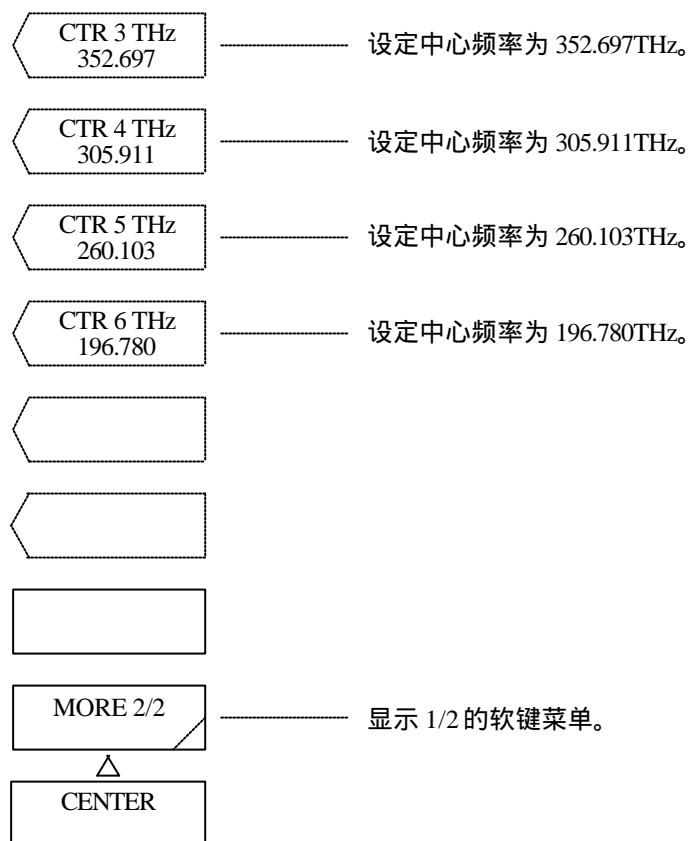 CTR 3 THz
352.697
设定中心频率为 352.697THz。
CTR 4 THz
305.911
设定中心频率为 305.911THz。
CTR 5 THz
260.103
设定中心频率为 260.103THz。
CTR 6 THz
196.780
设定中心频率为 196.780THz。
MORE 2/2
显示 1/2 的软键菜单。
CENTER